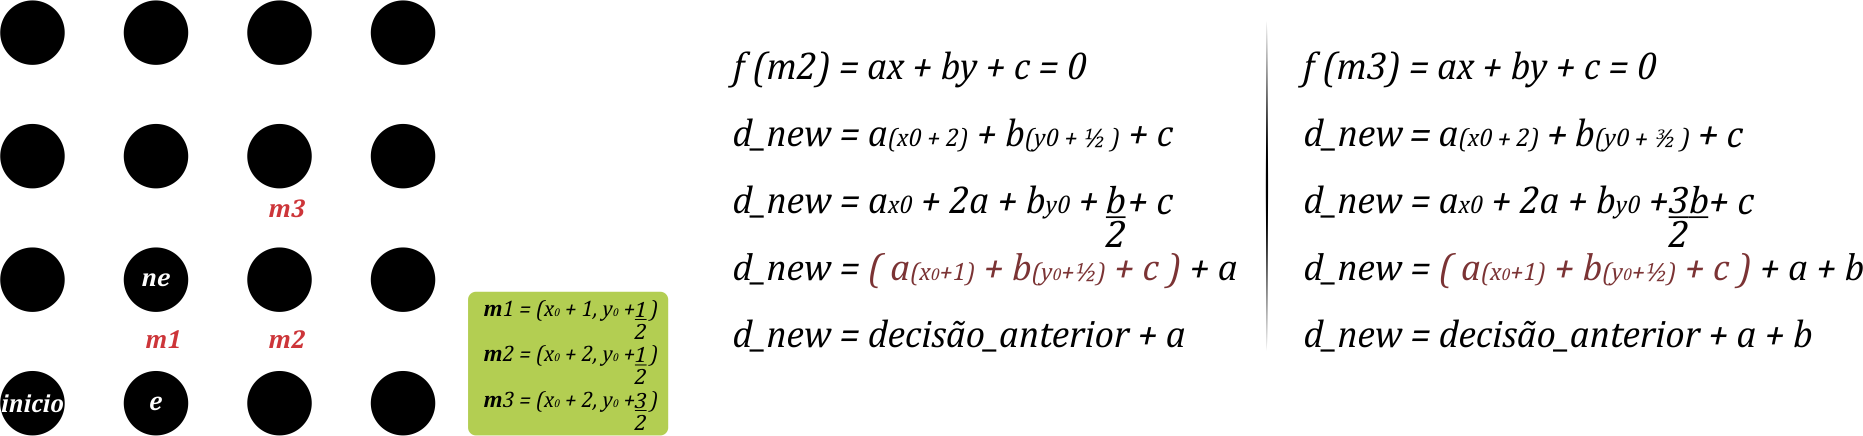 m3
ne
m1 m2
inicio e
m1 = (x₀ + 1, y₀ + 1/2)
m2 = (x₀ + 2, y₀ + 1/2)
m3 = (x₀ + 2, y₀ + 3/2)
f (m2) = ax + by + c = 0
d_new = a(x0 + 2) + b(y0 + ½ ) + c
d_new = ax0 + 2a + by0 + b/2 + c
d_new = ( a(x₀+1) + b(y₀+½) + c ) + a
d_new = decisão_anterior + a
f (m3) = ax + by + c = 0
d_new = a(x0 + 2) + b(y0 + 3⁄2 ) + c
d_new = ax0 + 2a + by0 + 3b/2 + c
d_new = ( a(x₀+1) + b(y₀+½) + c ) + a + b
d_new = decisão_anterior + a + b